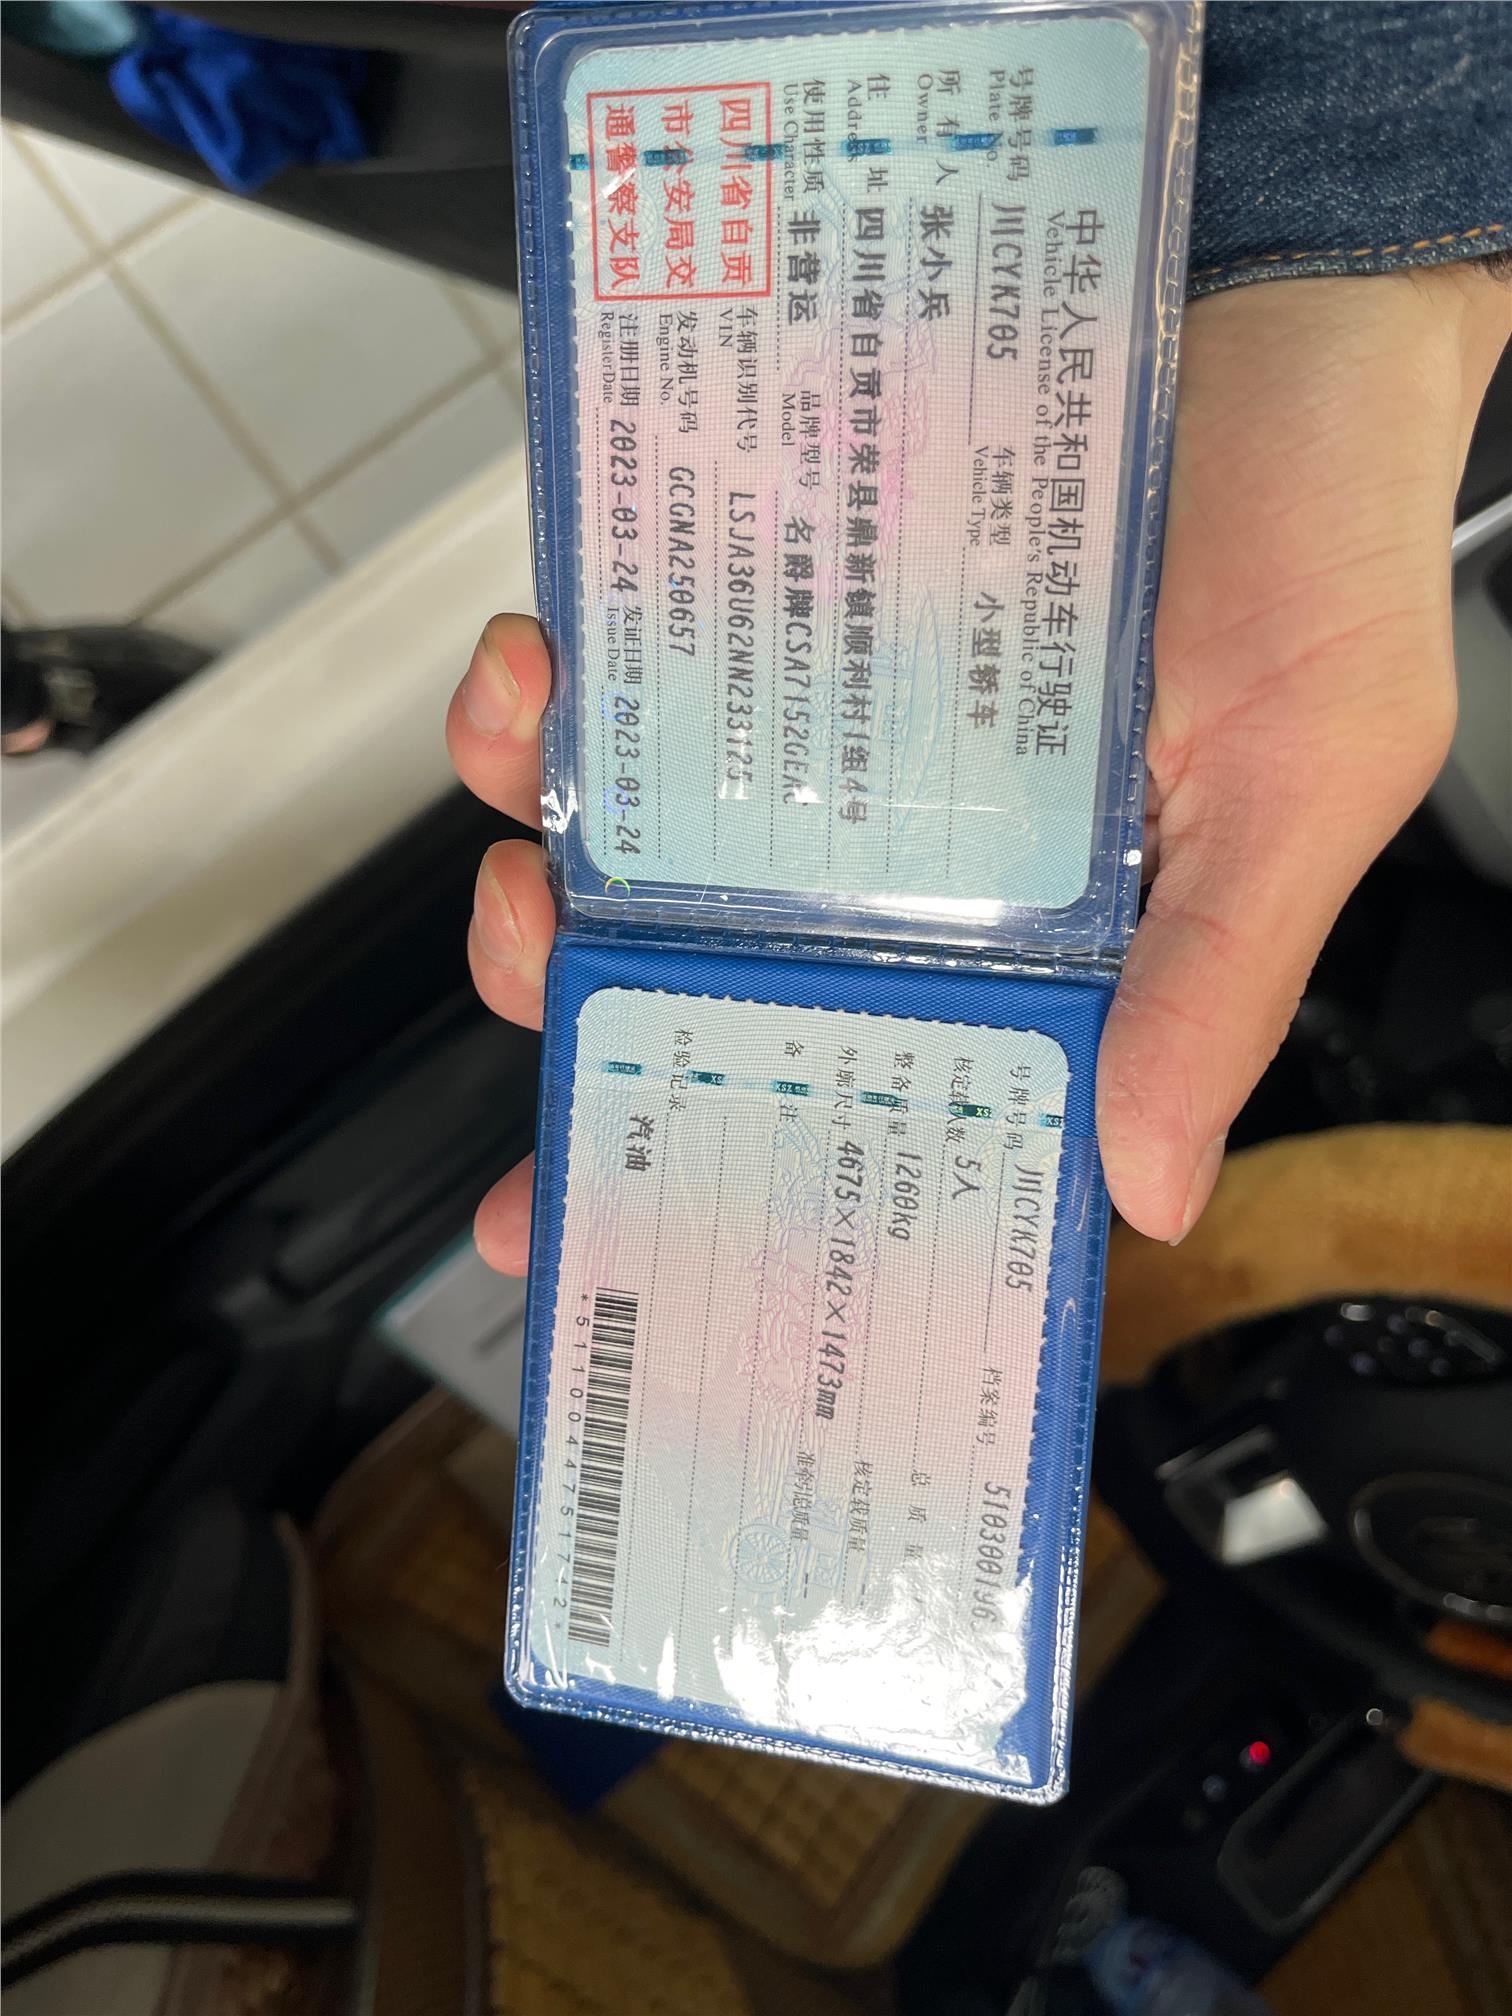 中华人民共和国机动车行驶证
Vehicle License of the People's Republic of China
号牌号码 川CYK705 车辆类型 小型轿车
Plate No. Vehicle Type
所有人 张小兵
Owner
住址 四川省自贡市荣县鼎新镇顺利村1组4号
Address
使用性质 非营运 品牌型号 名爵牌CSA7152GEAC
Use Character Model
四川省自贡
市公安局交
通警察支队
车辆识别代号 LSJA36U62NN233125
VIN
发动机号码 GCGNA250657
Engine No.
注册日期 2023-03-24 发证日期 2023-03-24
Register Date Issue Date
号牌号码 川CYK705 档案编号 510300196
核定载人数 5人 总质量
整备质量 1260kg 核定载质量
外廓尺寸 4675×1842×1473mm 准牵引总质量 --
备注
检验记录
汽油
*5110044751742*